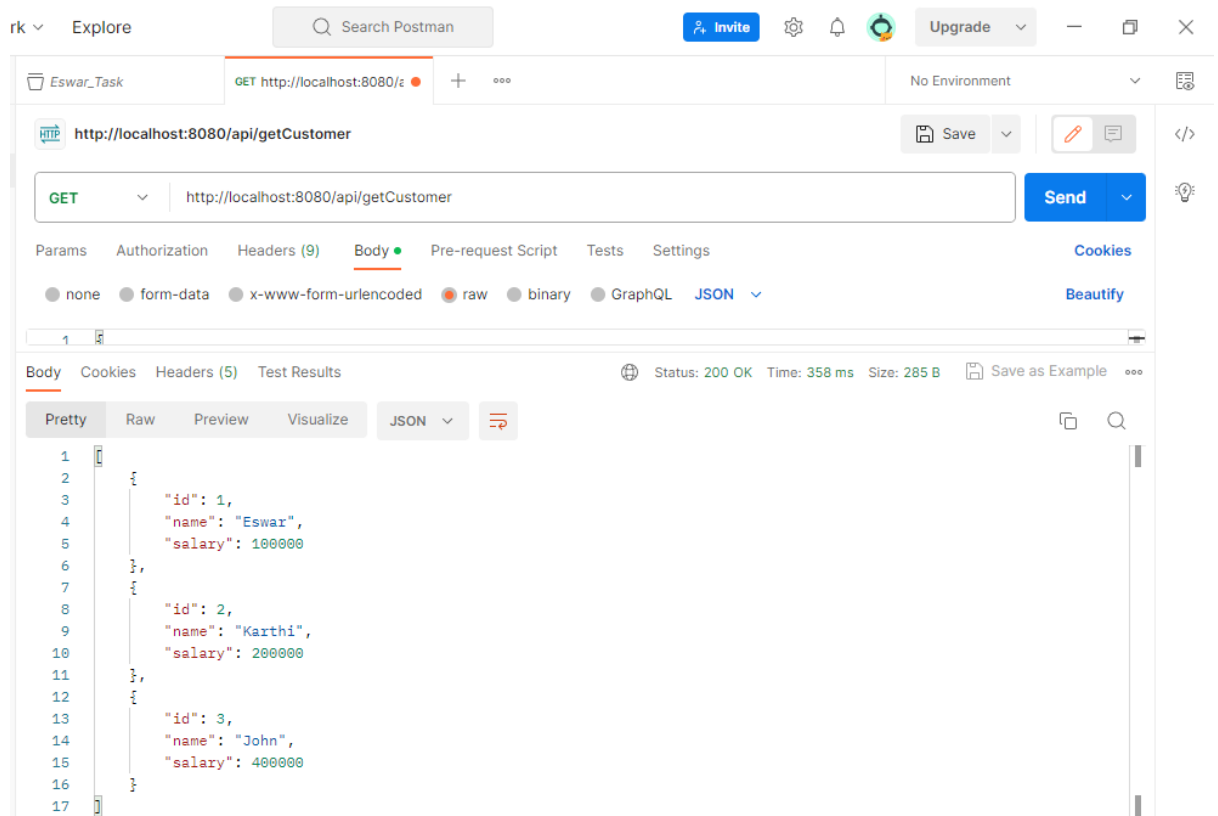 rk Explore Search Postman Invite Upgrade
Eswar_Task GET http://localhost:8080/a No Environment
HTTP http://localhost:8080/api/getCustomer Save
GET http://localhost:8080/api/getCustomer Send
Params Authorization Headers (9) Body Pre-request Script Tests Settings Cookies
none form-data x-www-form-urlencoded raw binary GraphQL JSON Beautify
1 {
Body Cookies Headers (5) Test Results Status: 200 OK Time: 358 ms Size: 285 B Save as Example
Pretty Raw Preview Visualize JSON
1 [
2 {
3 "id": 1,
4 "name": "Eswar",
5 "salary": 100000
6 },
7 {
8 "id": 2,
9 "name": "Karthi",
10 "salary": 200000
11 },
12 {
13 "id": 3,
14 "name": "John",
15 "salary": 400000
16 }
17 ]